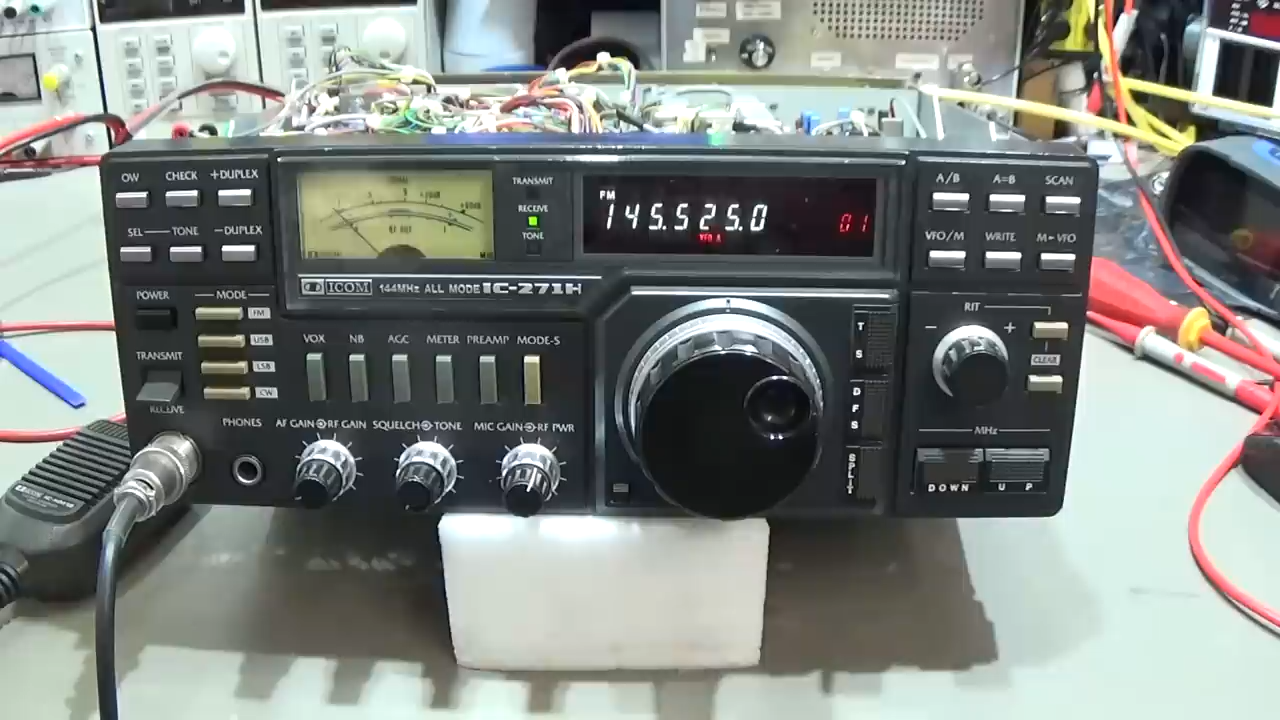 OW CHECK +DUPLEX
SEL TONE -DUPLEX
POWER
MODE
FM
USB
LSB
CW
TRANSMIT
RECEIVE
PHONES
TRANSMIT
RECEIVE
TONE
FM
145.525.0
VFO A
01
ICOM 144MHz ALL MODE IC-271H
VOX NB AGC METER PREAMP MODE-S
AF GAIN RF GAIN SQUELCH TONE MIC GAIN RF PWR
TS
DFS
SPLIT
A/B A=B SCAN
VFO/M WRITE M►VFO
RIT
- +
CLEAR
MHz
DOWN UP